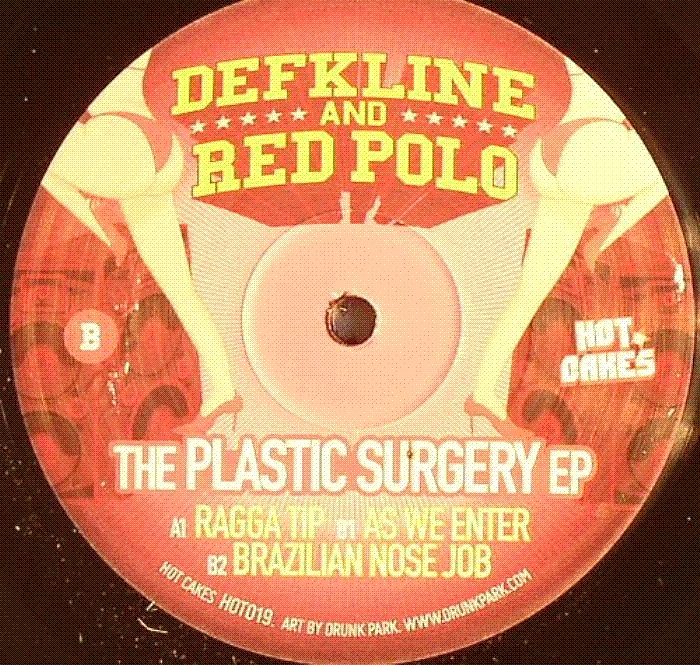 DEFKLINE
AND
RED POLO
B
HOT
CAKES
THE PLASTIC SURGERY EP
A1 RAGGA TIP B1 AS WE ENTER
B2 BRAZILIAN NOSE JOB
HOT CAKES HOT019. ART BY DRUNK PARK. WWW.DRUNKPARK.COM